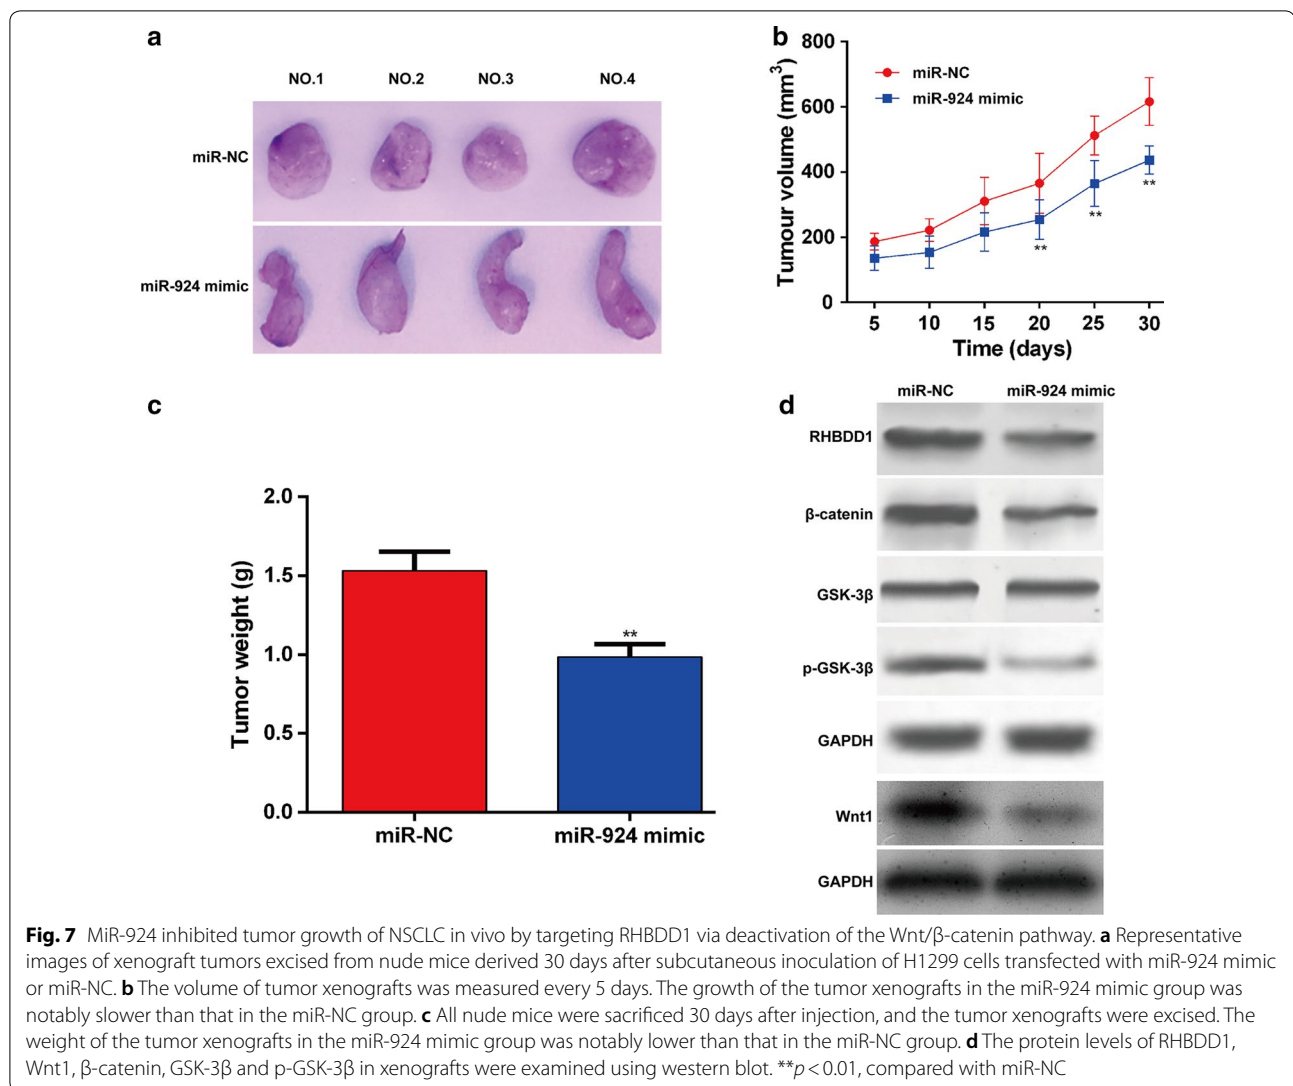 a
NO.1 NO.2 NO.3 NO.4
miR-NC
miR-924 mimic
b
800
600
400
200
0
Tumour volume (mm3)
miR-NC
miR-924 mimic
**
**
**
5 10 15 20 25 30
Time (days)
c
2.0
1.5
1.0
0.5
0.0
Tumor weight (g)
**
miR-NC miR-924 mimic
d
miR-NC miR-924 mimic
RHBDD1
β-catenin
GSK-3β
p-GSK-3β
GAPDH
Wnt1
GAPDH
Fig. 7 MiR-924 inhibited tumor growth of NSCLC in vivo by targeting RHBDD1 via deactivation of the Wnt/β-catenin pathway. a Representative
images of xenograft tumors excised from nude mice derived 30 days after subcutaneous inoculation of H1299 cells transfected with miR-924 mimic
or miR-NC. b The volume of tumor xenografts was measured every 5 days. The growth of the tumor xenografts in the miR-924 mimic group was
notably slower than that in the miR-NC group. c All nude mice were sacrificed 30 days after injection, and the tumor xenografts were excised. The
weight of the tumor xenografts in the miR-924 mimic group was notably lower than that in the miR-NC group. d The protein levels of RHBDD1,
Wnt1, β-catenin, GSK-3β and p-GSK-3β in xenografts were examined using western blot. **p < 0.01, compared with miR-NC